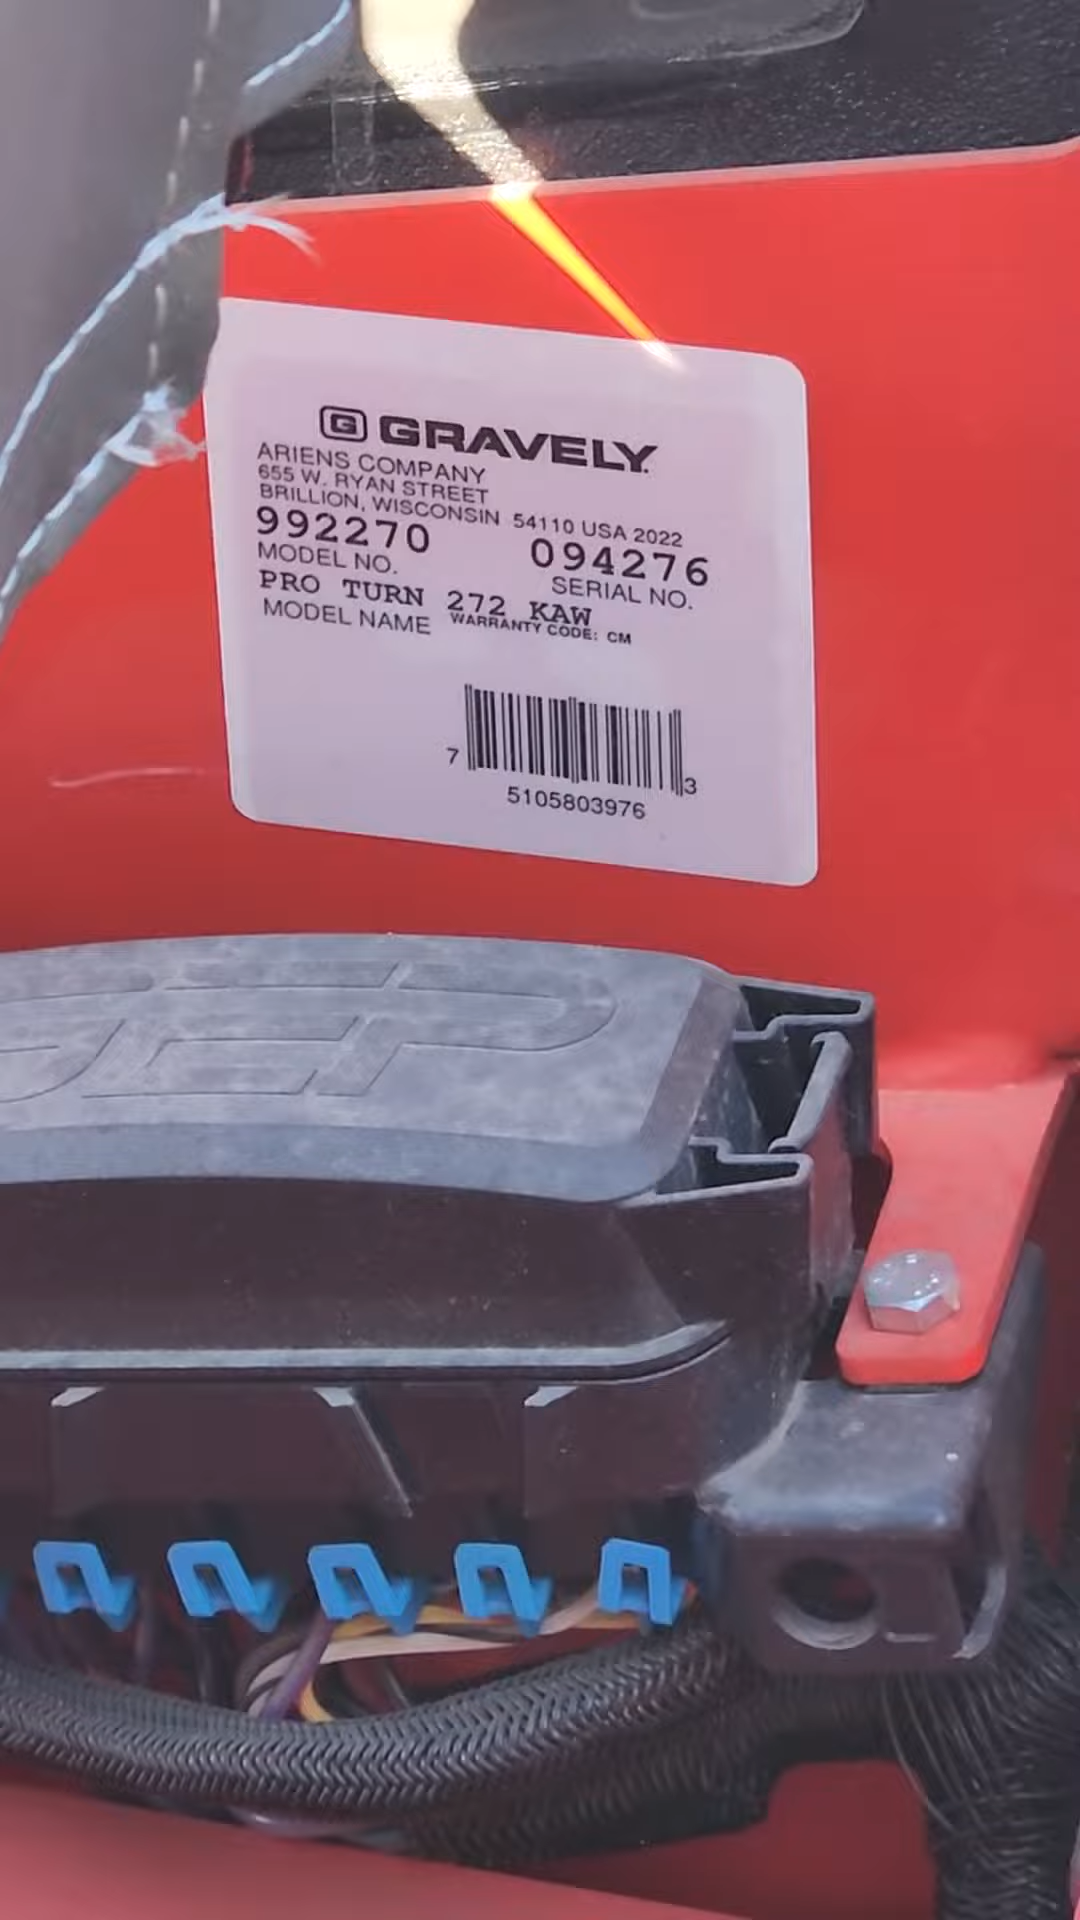 G GRAVELY
ARIENS COMPANY
655 W. RYAN STREET
BRILLION, WISCONSIN 54110 USA 2022
992270 094276
MODEL NO. SERIAL NO.
PRO TURN 272 KAW
MODEL NAME WARRANTY CODE: CM
7 3
5105803976